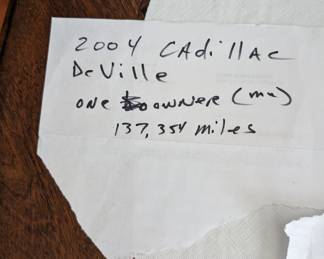 2004 CAdillAc
DeVille
ONE OWNER (me)
137,354 miles